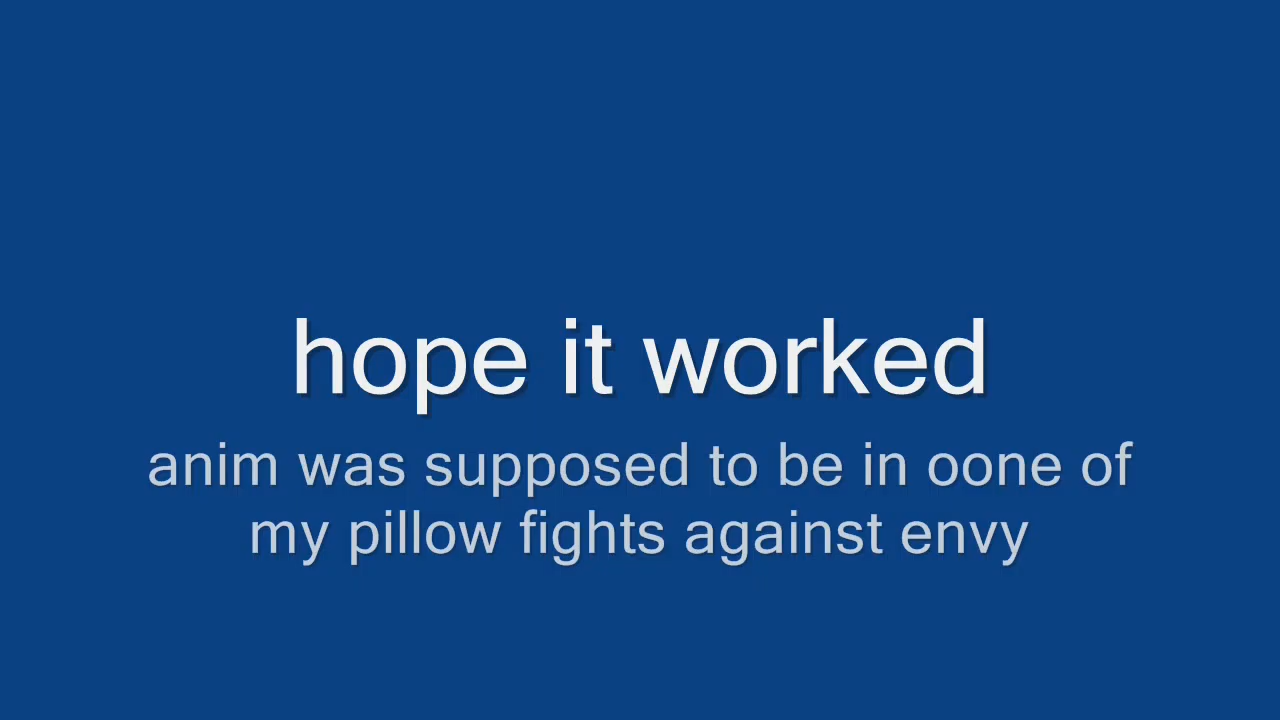 hope it worked
anim was supposed to be in oone of
my pillow fights against envy